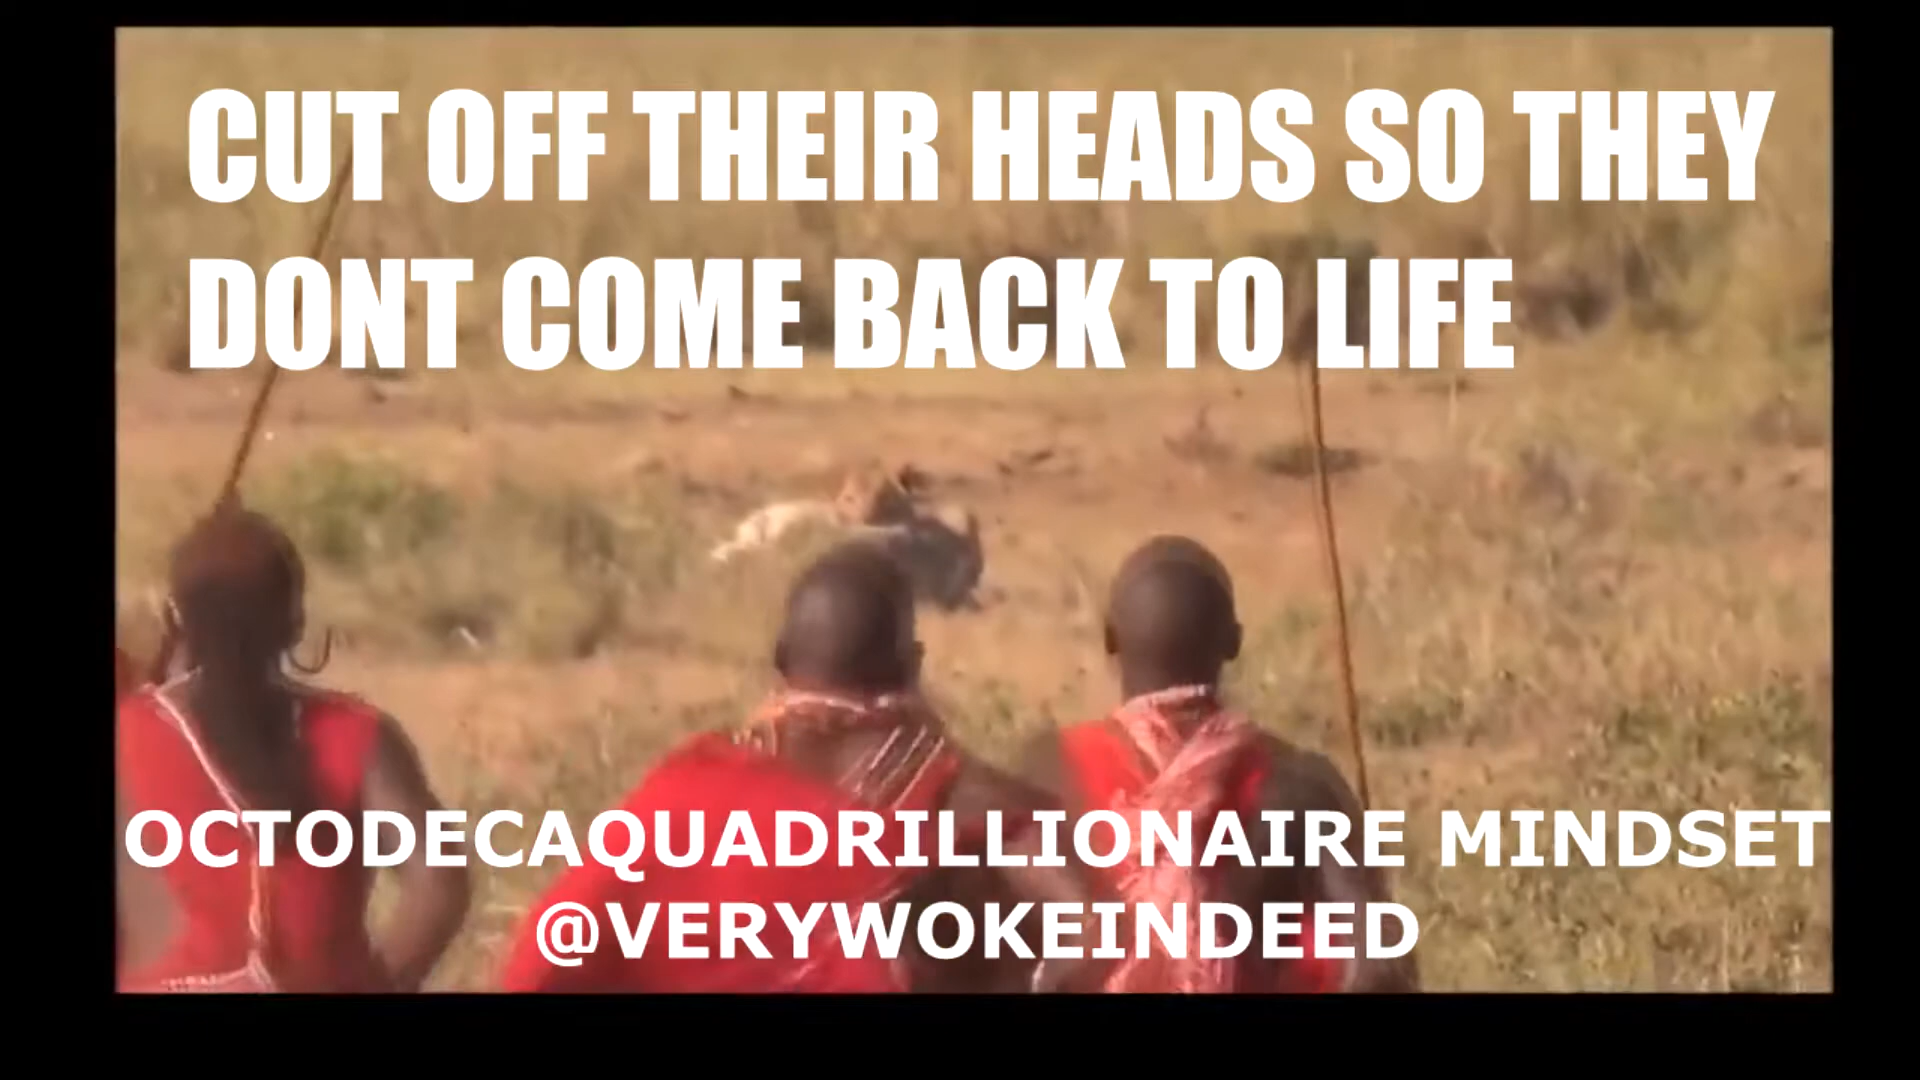 CUT OFF THEIR HEADS SO THEY
DONT COME BACK TO LIFE
OCTODECAQUADRILLIONAIRE MINDSET
@VERYWOKEINDEED